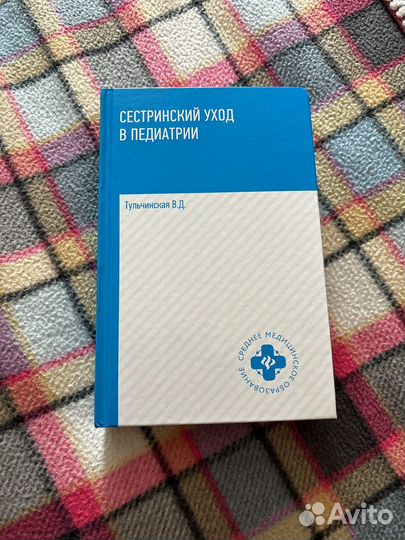 СЕСТРИНСКИЙ УХОД
В ПЕДИАТРИИ
Тульчинская В.Д.
СРЕДНЕЕ МЕДИЦИНСКОЕ ОБРАЗОВАНИЕ
Avito